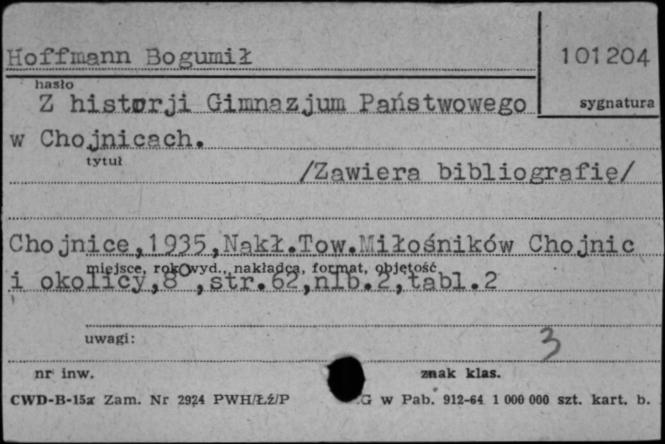 Hoffmann Bogumił
101204
hasło
sygnatura
Z historji Gimnazjum Państwowego
w Chojnicach.
tytuł
/Zawiera bibliografię/
Chojnice,1935,Nakł.Tow.Miłośników Chojnic
miejsce, rok wyd., nakładca, format, objętość
i okolicy,8°,str.62,nlb.2,tabl.2
uwagi:
3
nr inw.
znak klas.
CWD-B-15a Zam. Nr 2924 PWH/Łź/P
G w Pab. 912-64 1 000 000 szt. kart. b.